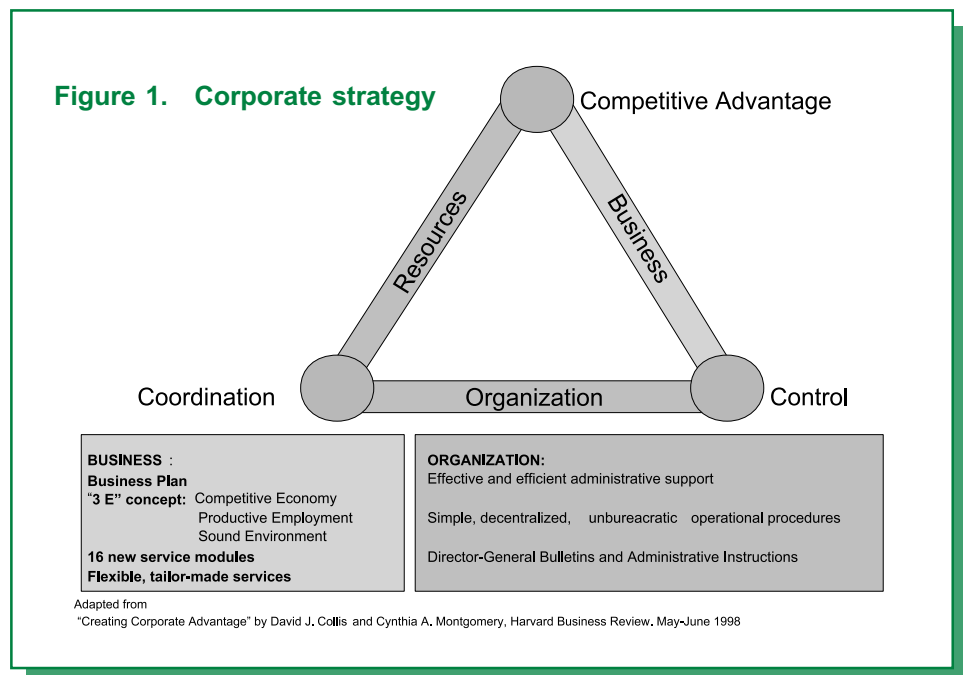 Figure 1. Corporate strategy
Competitive Advantage
Resources
Business
Coordination
Organization
Control
BUSINESS :
Business Plan
“3 E” concept: Competitive Economy
Productive Employment
Sound Environment
16 new service modules
Flexible, tailor-made services
ORGANIZATION:
Effective and efficient administrative support
Simple, decentralized, unbureacratic operational procedures
Director-General Bulletins and Administrative Instructions
Adapted from
“Creating Corporate Advantage” by David J. Collis and Cynthia A. Montgomery, Harvard Business Review. May-June 1998